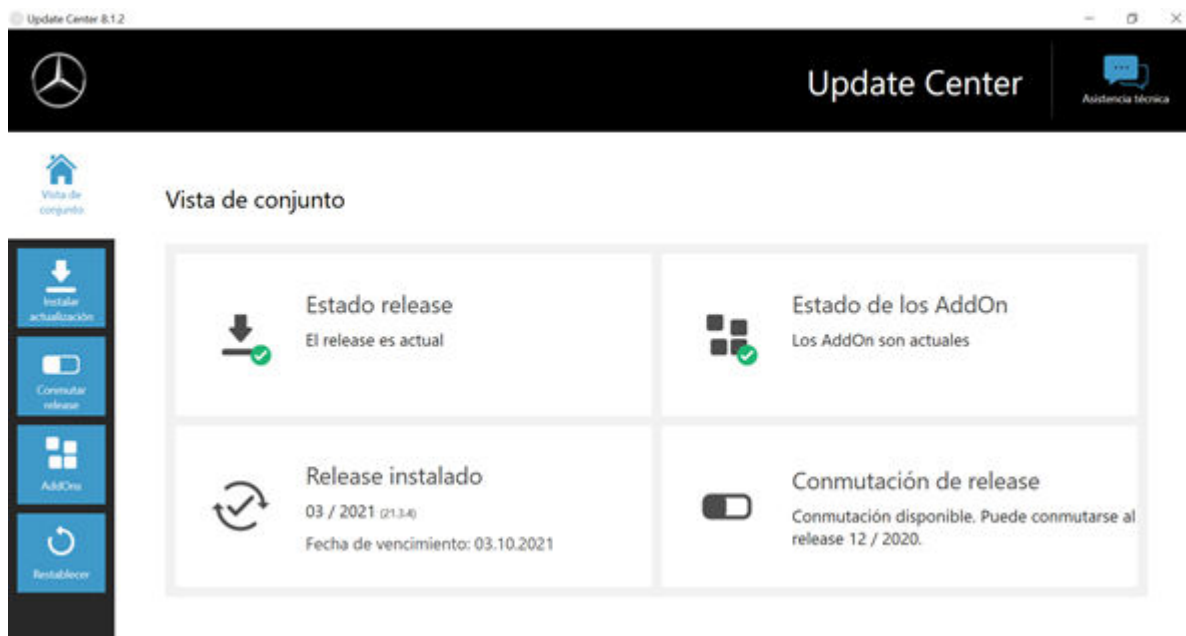 Update Center 8.1.2
Update Center
Asistencia técnica
Vista de
conjunto
Vista de conjunto
Instalar
actualización
Conmutar
release
AddOns
Restablecer
Estado release
El release es actual
Estado de los AddOn
Los AddOn son actuales
Release instalado
03 / 2021 (21.3.4)
Fecha de vencimiento: 03.10.2021
Conmutación de release
Conmutación disponible. Puede conmutarse al
release 12 / 2020.